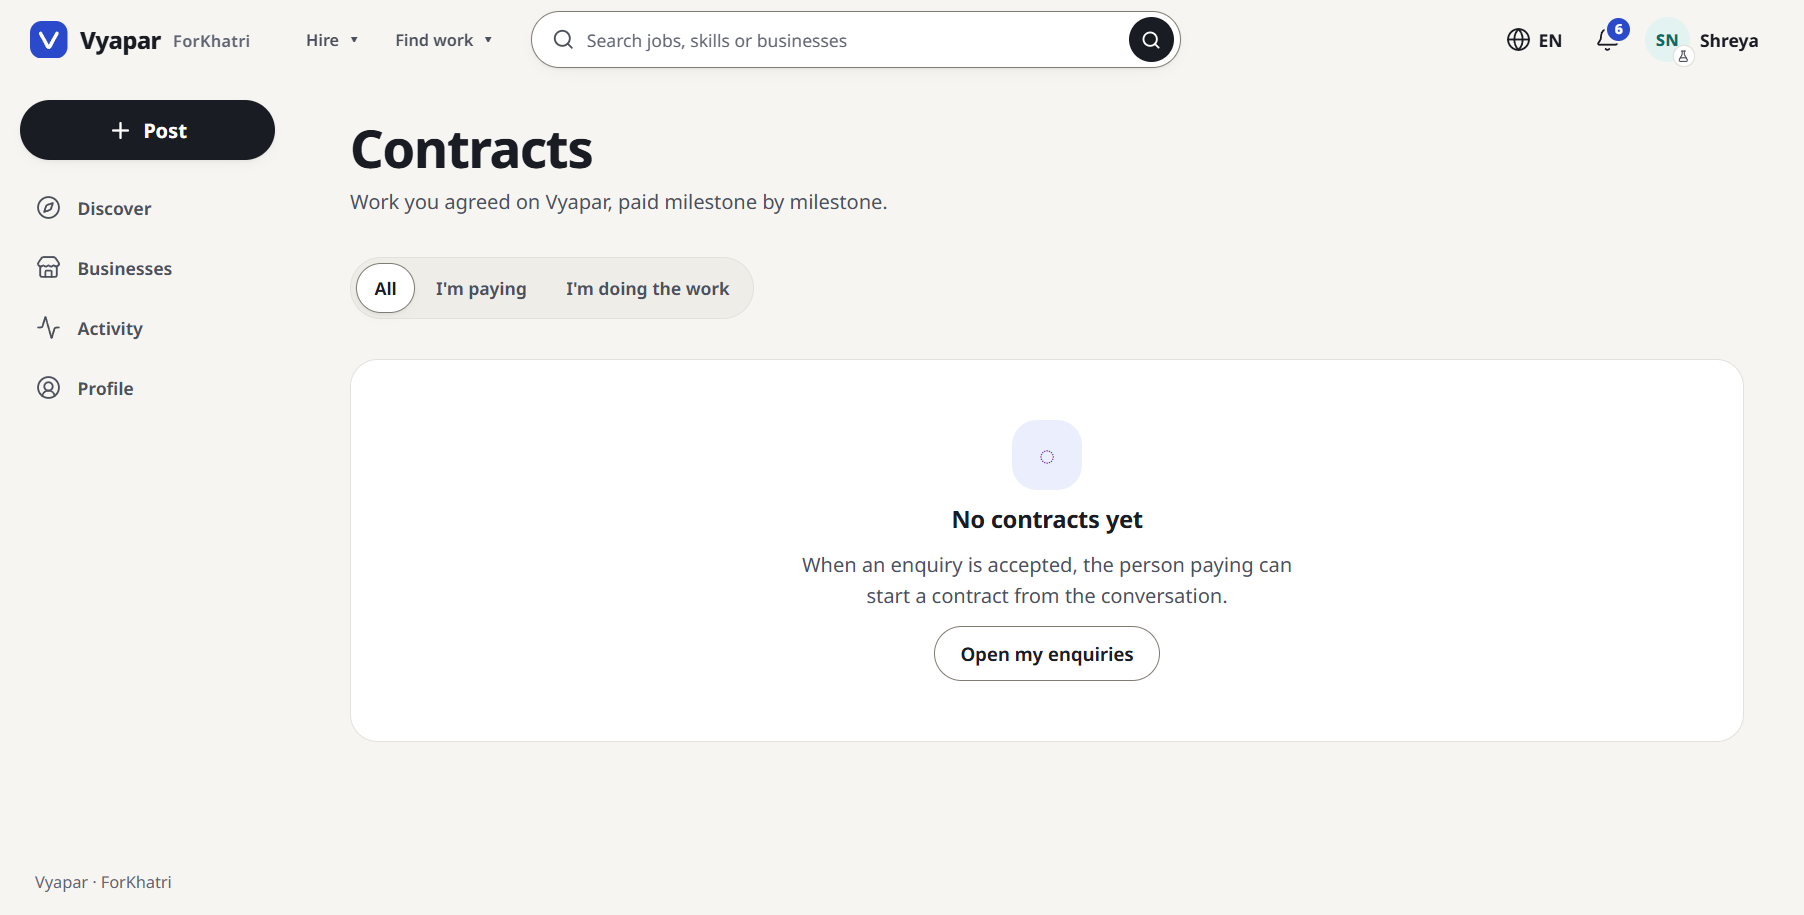 Vyapar ForKhatri
Hire
Find work
Search jobs, skills or businesses
EN
6
SN
Shreya
Post
Discover
Businesses
Activity
Profile
Contracts
Work you agreed on Vyapar, paid milestone by milestone.
All
I'm paying
I'm doing the work
No contracts yet
When an enquiry is accepted, the person paying can
start a contract from the conversation.
Open my enquiries
Vyapar · ForKhatri